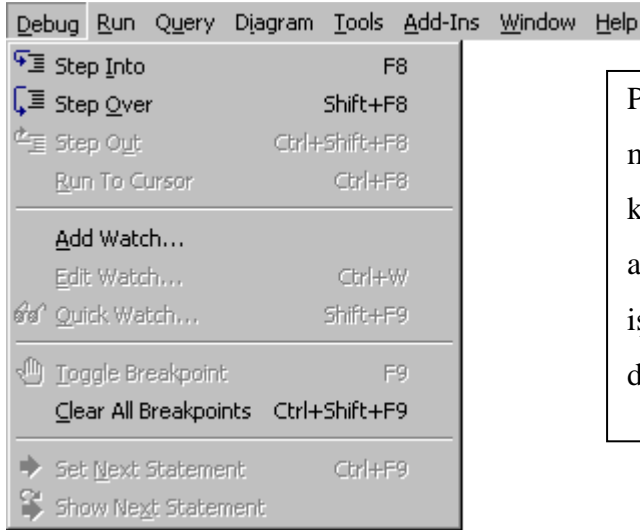 Debug Run Query Diagram Tools Add-Ins Window Help
Step Into F8
Step Over Shift+F8
Step Out Ctrl+Shift+F8
Run To Cursor Ctrl+F8
Add Watch...
Edit Watch... Ctrl+W
Quick Watch... Shift+F9
Toggle Breakpoint F9
Clear All Breakpoints Ctrl+Shift+F9
Set Next Statement Ctrl+F9
Show Next Statement